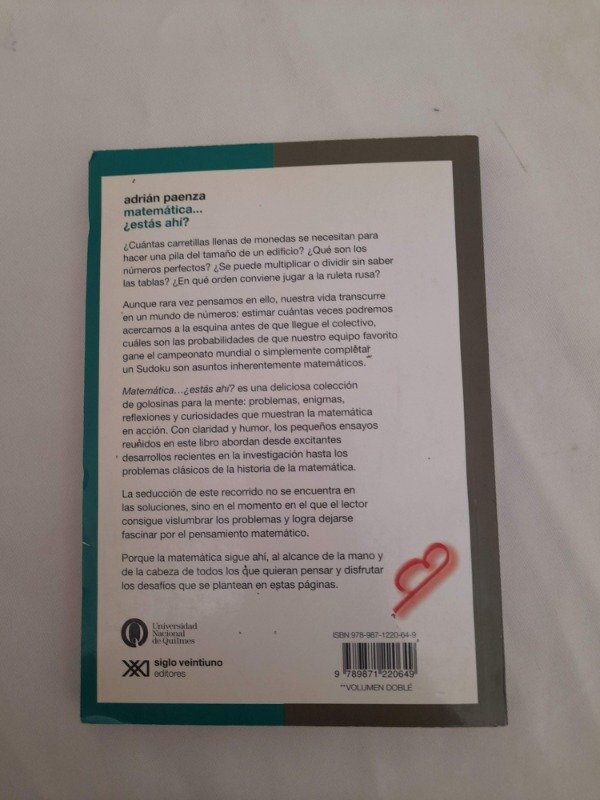 adrián paenza
matemática...
¿estás ahí?
¿Cuántas carretillas llenas de monedas se necesitan para
hacer una pila del tamaño de un edificio? ¿Qué son los
números perfectos? ¿Se puede multiplicar o dividir sin saber
las tablas? ¿En qué orden conviene jugar a la ruleta rusa?
Aunque rara vez pensamos en ello, nuestra vida transcurre
en un mundo de números: estimar cuántas veces podremos
acercarnos a la esquina antes de que llegue el colectivo,
cuáles son las probabilidades de que nuestro equipo favorito
gane el campeonato mundial o simplemente completar
un Sudoku son asuntos inherentemente matemáticos.
Matemática...¿estás ahí? es una deliciosa colección
de golosinas para la mente: problemas, enigmas,
reflexiones y curiosidades que muestran la matemática
en acción. Con claridad y humor, los pequeños ensayos
reunidos en este libro abordan desde excitantes
desarrollos recientes en la investigación hasta los
problemas clásicos de la historia de la matemática.
La seducción de este recorrido no se encuentra en
las soluciones, sino en el momento en el que el lector
consigue vislumbrar los problemas y logra dejarse
fascinar por el pensamiento matemático.
Porque la matemática sigue ahí, al alcance de la mano y
de la cabeza de todos los que quieran pensar y disfrutar
los desafíos que se plantean en estas páginas.
Universidad
Nacional
de Quilmes
siglo veintiuno
editores
ISBN 978-987-1220-64-9
9 789871 220649
**VOLUMEN DOBLE